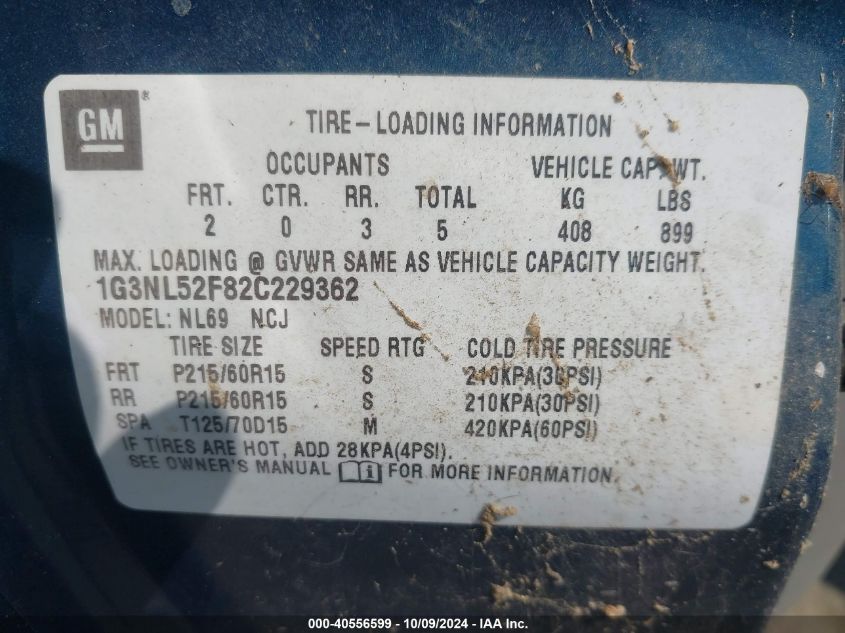 GM ®
TIRE-LOADING INFORMATION
OCCUPANTS VEHICLE CAP. WT.
FRT. CTR. RR. TOTAL KG LBS
2 0 3 5 408 899
MAX. LOADING @ GVWR SAME AS VEHICLE CAPACITY WEIGHT.
1G3NL52F82C229362
MODEL: NL69 NCJ
TIRE SIZE SPEED RTG COLD TIRE PRESSURE
FRT P215/60R15 S 210KPA(30PSI)
RR P215/60R15 S 210KPA(30PSI)
SPA T125/70D15 M 420KPA(60PSI)
IF TIRES ARE HOT, ADD 28KPA(4PSI).
SEE OWNER'S MANUAL i FOR MORE INFORMATION.
000-40556599 - 10/09/2024 - IAA Inc.